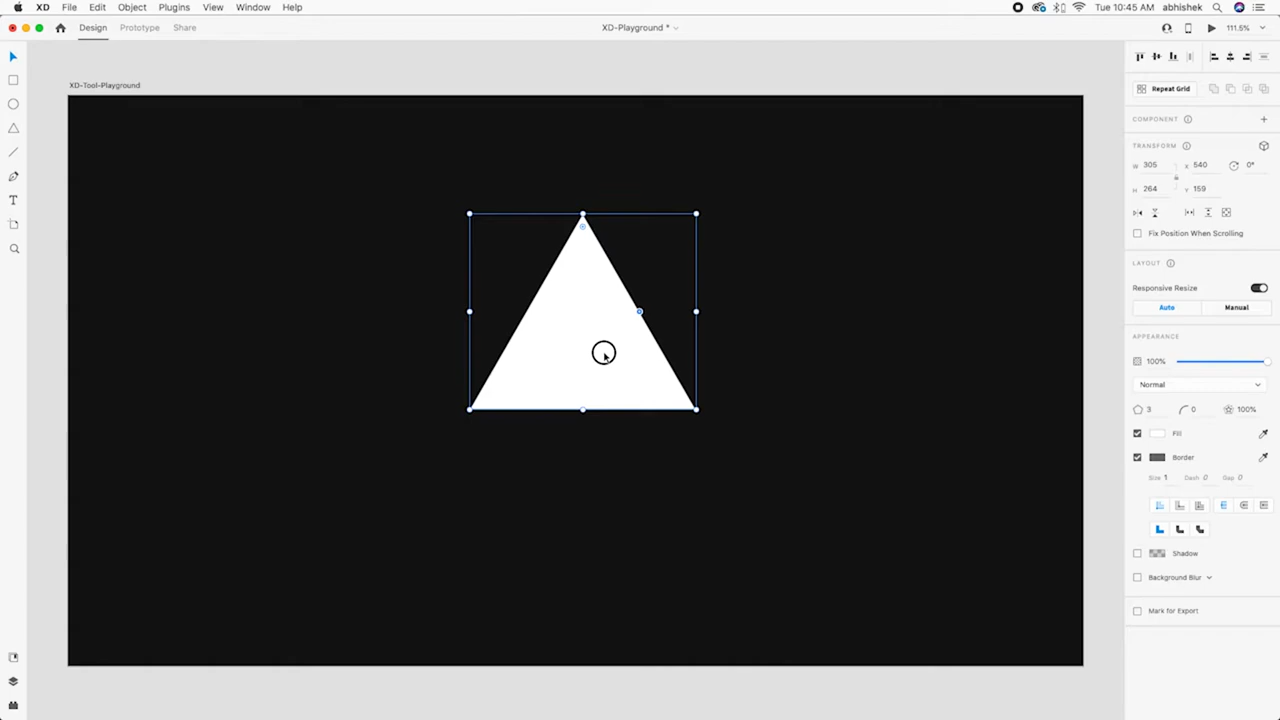 XD File Edit Object Plugins View Window Help Tue 10:45 AM abhishek
Design Prototype Share XD-Playground * 111.5%
XD-Tool-Playground
Repeat Grid
COMPONENT
TRANSFORM
W 305 X 540 0°
H 264 Y 159
Fix Position When Scrolling
LAYOUT
Responsive Resize
Auto Manual
APPEARANCE
100%
Normal
3 0 100%
Fill
Border
Size 1 Dash 0 Gap 0
Shadow
Background Blur
Mark for Export